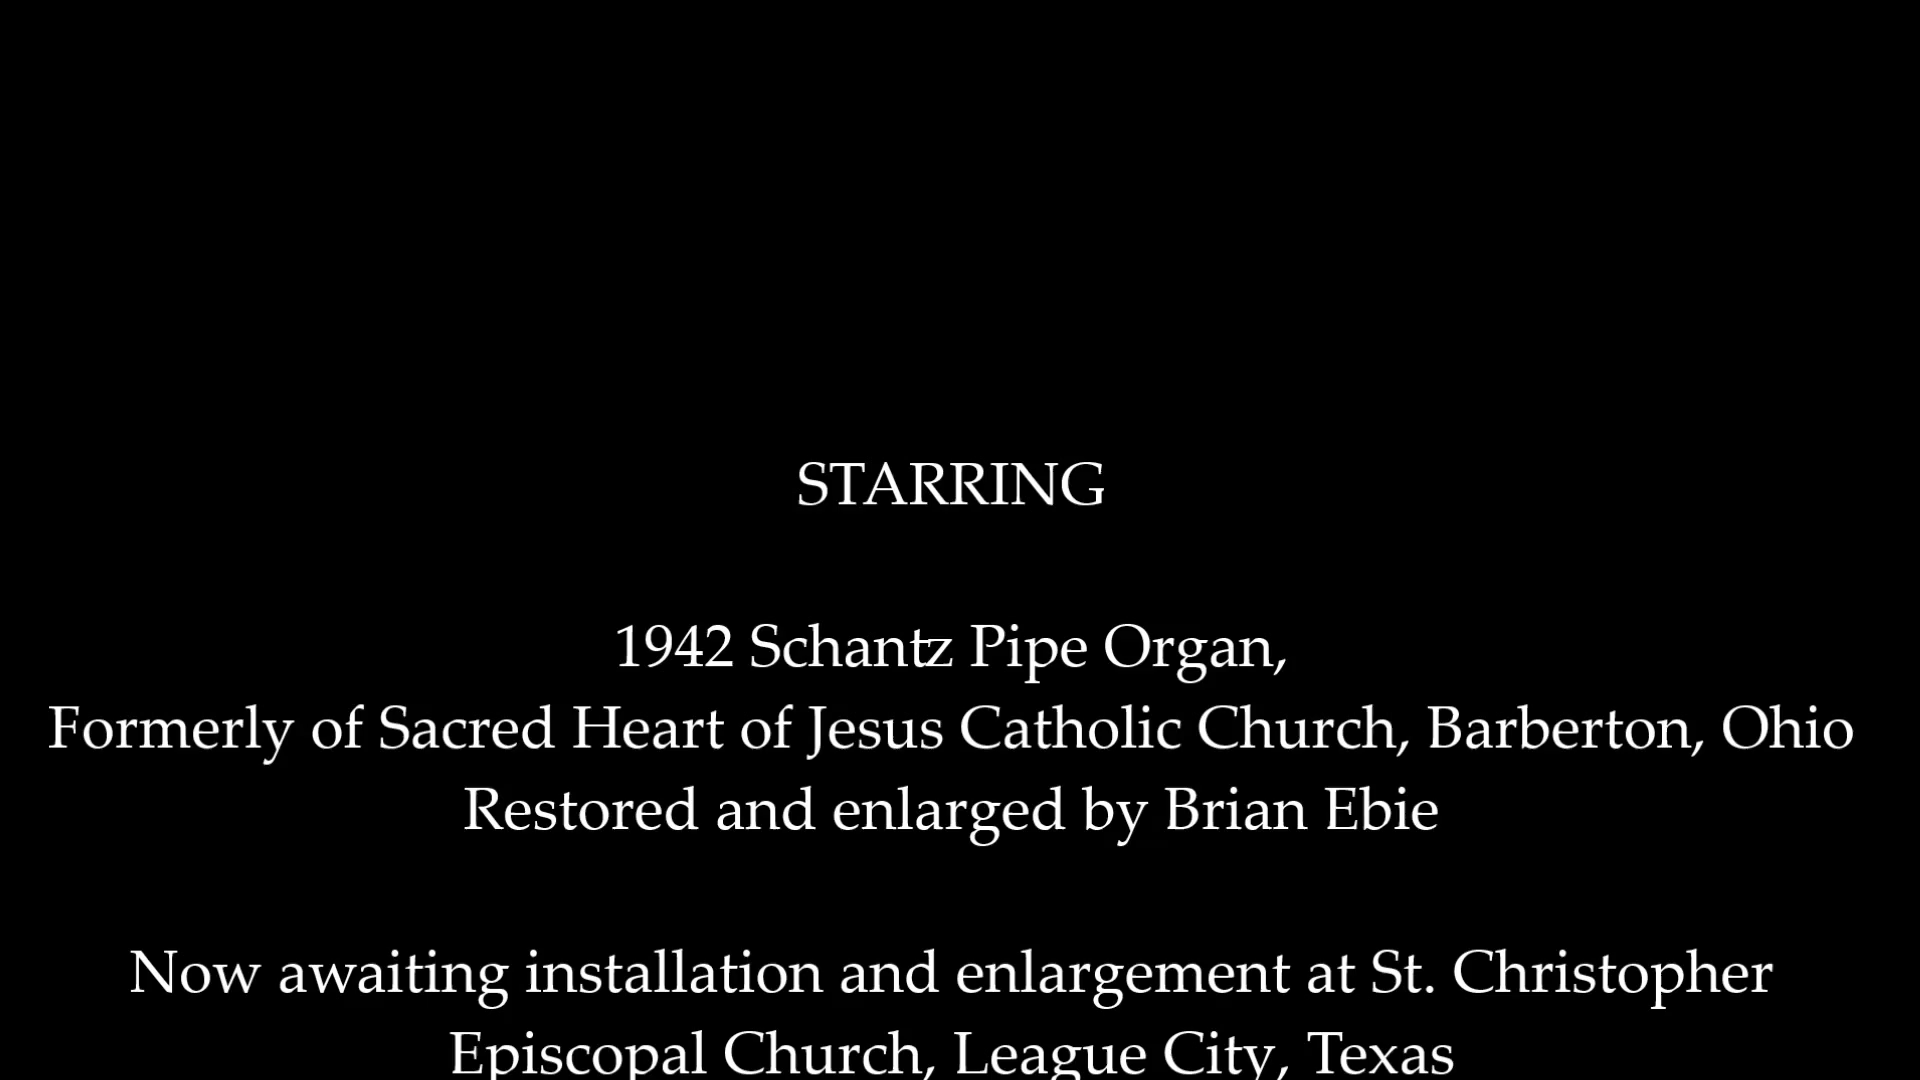 STARRING
1942 Schantz Pipe Organ,
Formerly of Sacred Heart of Jesus Catholic Church, Barberton, Ohio
Restored and enlarged by Brian Ebie
Now awaiting installation and enlargement at St. Christopher
Episcopal Church, League City, Texas